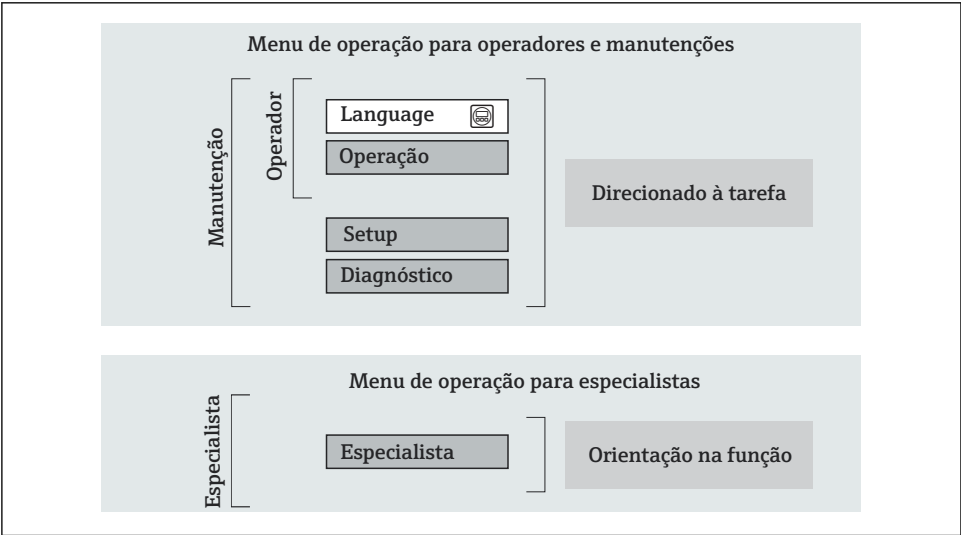 Menu de operação para operadores e manutenções
Manutenção
Operador
Language
Operação
Setup
Diagnóstico
Direcionado à tarefa
Menu de operação para especialistas
Especialista
Especialista
Orientação na função